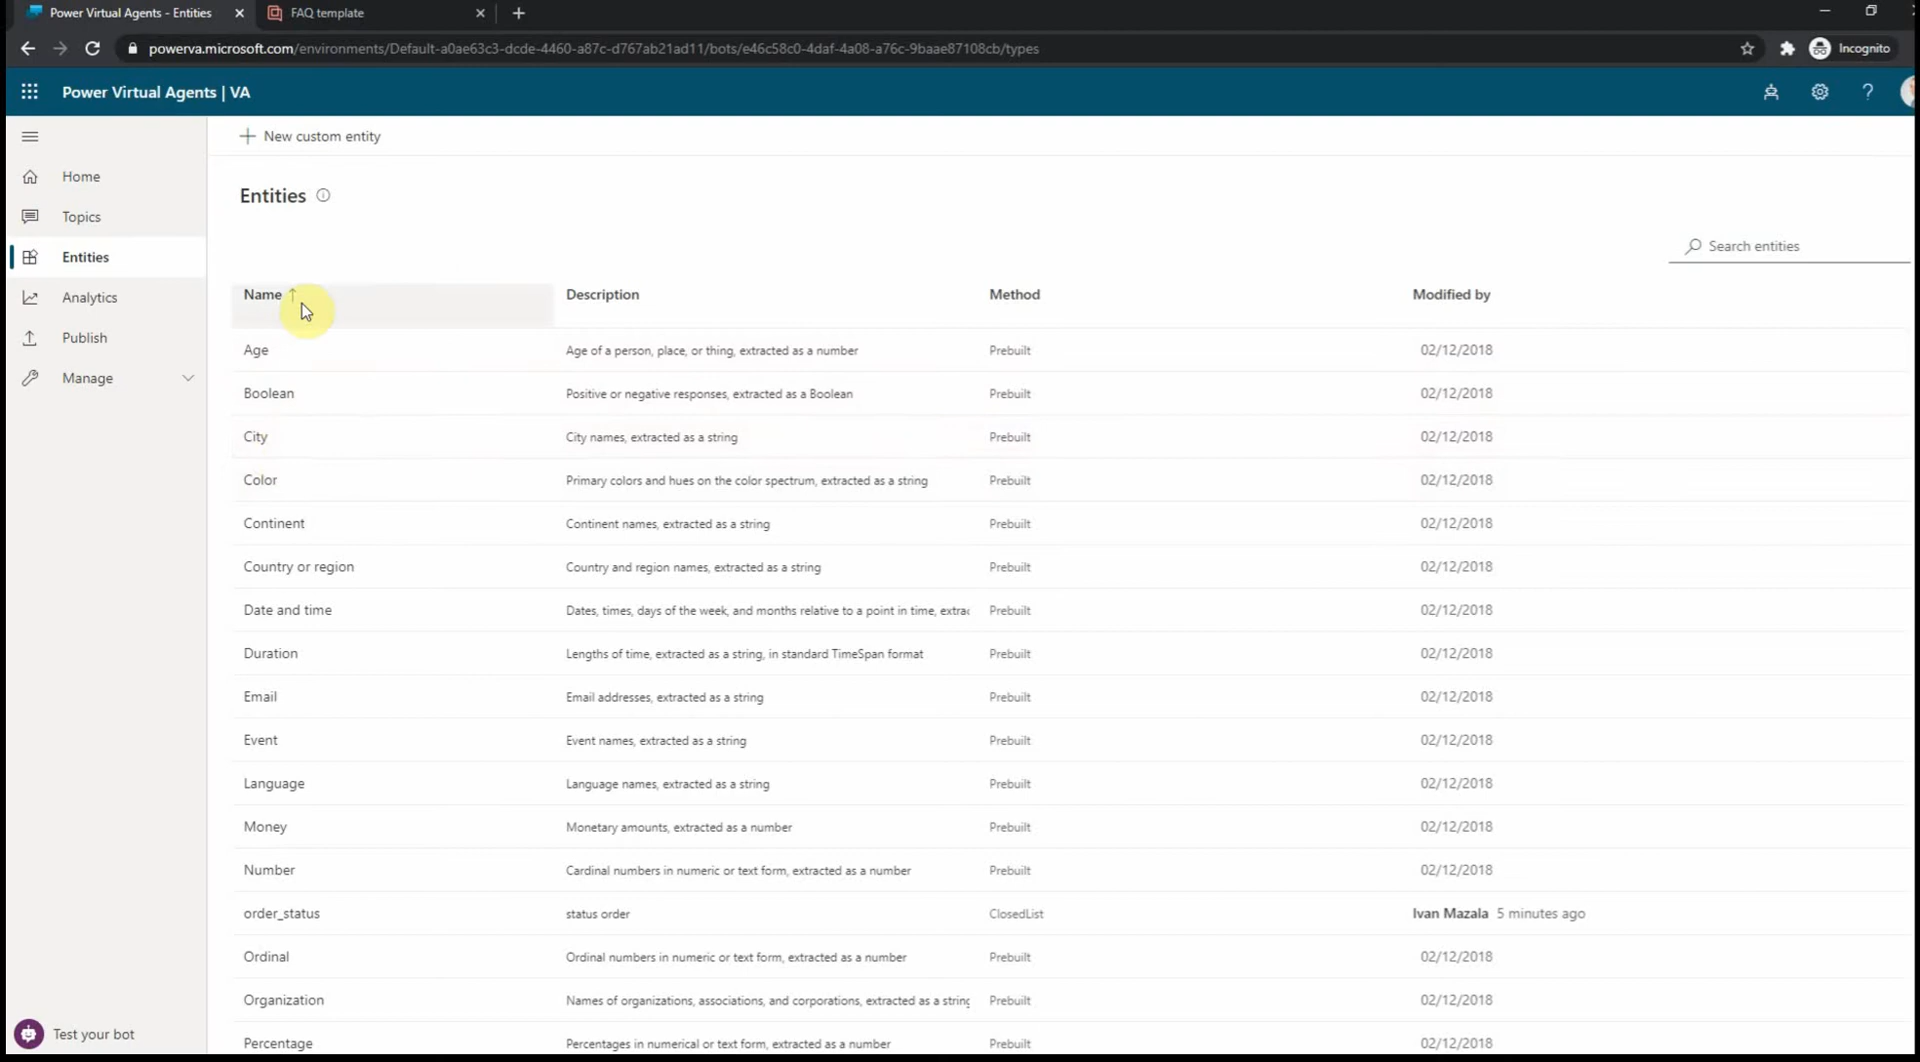 Power Virtual Agents - Entities
FAQ template
powerva.microsoft.com/environments/Default-a0ae63c3-dcde-4460-a87c-d767ab21ad11/bots/e46c58c0-4daf-4a08-a76c-9baae87108cb/types
Incognito
Power Virtual Agents | VA
New custom entity
Home
Topics
Entities
Analytics
Publish
Manage
Entities
Search entities
Name Description Method Modified by
Age Age of a person, place, or thing, extracted as a number Prebuilt 02/12/2018
Boolean Positive or negative responses, extracted as a Boolean Prebuilt 02/12/2018
City City names, extracted as a string Prebuilt 02/12/2018
Color Primary colors and hues on the color spectrum, extracted as a string Prebuilt 02/12/2018
Continent Continent names, extracted as a string Prebuilt 02/12/2018
Country or region Country and region names, extracted as a string Prebuilt 02/12/2018
Date and time Dates, times, days of the week, and months relative to a point in time, extrac Prebuilt 02/12/2018
Duration Lengths of time, extracted as a string, in standard TimeSpan format Prebuilt 02/12/2018
Email Email addresses, extracted as a string Prebuilt 02/12/2018
Event Event names, extracted as a string Prebuilt 02/12/2018
Language Language names, extracted as a string Prebuilt 02/12/2018
Money Monetary amounts, extracted as a number Prebuilt 02/12/2018
Number Cardinal numbers in numeric or text form, extracted as a number Prebuilt 02/12/2018
order_status status order ClosedList Ivan Mazala 5 minutes ago
Ordinal Ordinal numbers in numeric or text form, extracted as a number Prebuilt 02/12/2018
Organization Names of organizations, associations, and corporations, extracted as a string Prebuilt 02/12/2018
Percentage Percentages in numerical or text form, extracted as a number Prebuilt 02/12/2018
Test your bot